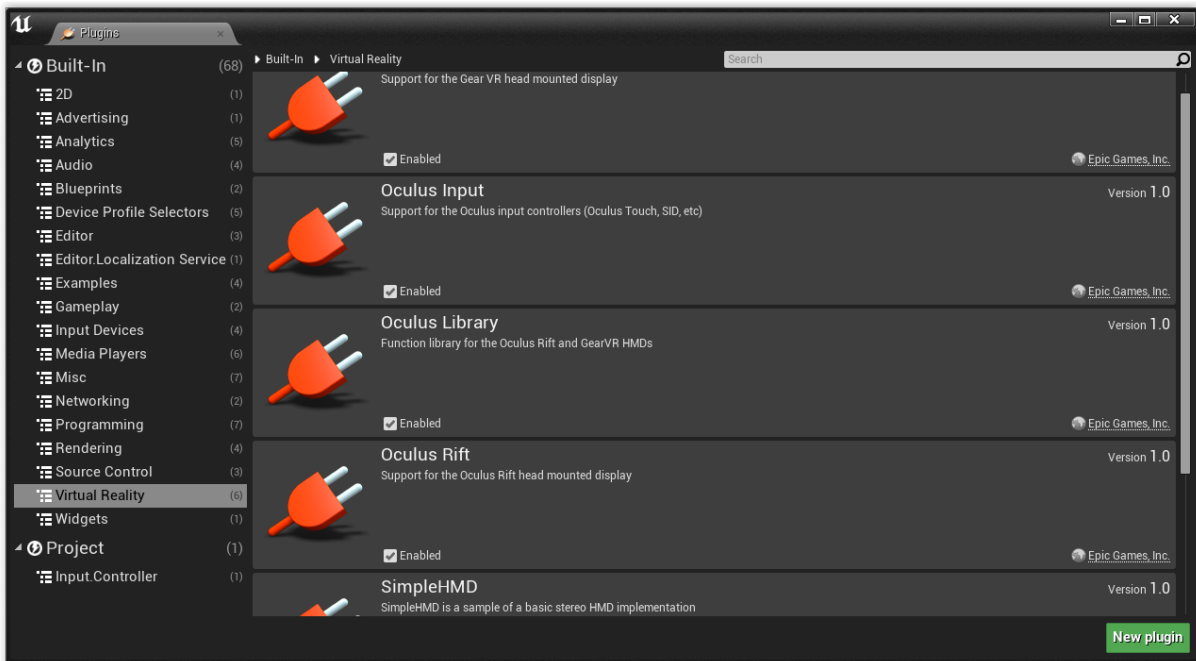 Plugins
Built-In (68)
2D (1)
Advertising (1)
Analytics (5)
Audio (4)
Blueprints (2)
Device Profile Selectors (5)
Editor (3)
Editor.Localization Service (1)
Examples (4)
Gameplay (2)
Input Devices (4)
Media Players (6)
Misc (7)
Networking (2)
Programming (7)
Rendering (4)
Source Control (3)
Virtual Reality (6)
Widgets (1)
Project (1)
Input.Controller (1)
Built-In Virtual Reality
Search
Support for the Gear VR head mounted display
Enabled
Epic Games, Inc.
Oculus Input
Version 1.0
Support for the Oculus input controllers (Oculus Touch, SID, etc)
Enabled
Epic Games, Inc.
Oculus Library
Version 1.0
Function library for the Oculus Rift and GearVR HMDs
Enabled
Epic Games, Inc.
Oculus Rift
Version 1.0
Support for the Oculus Rift head mounted display
Enabled
Epic Games, Inc.
SimpleHMD
Version 1.0
SimpleHMD is a sample of a basic stereo HMD implementation
New plugin